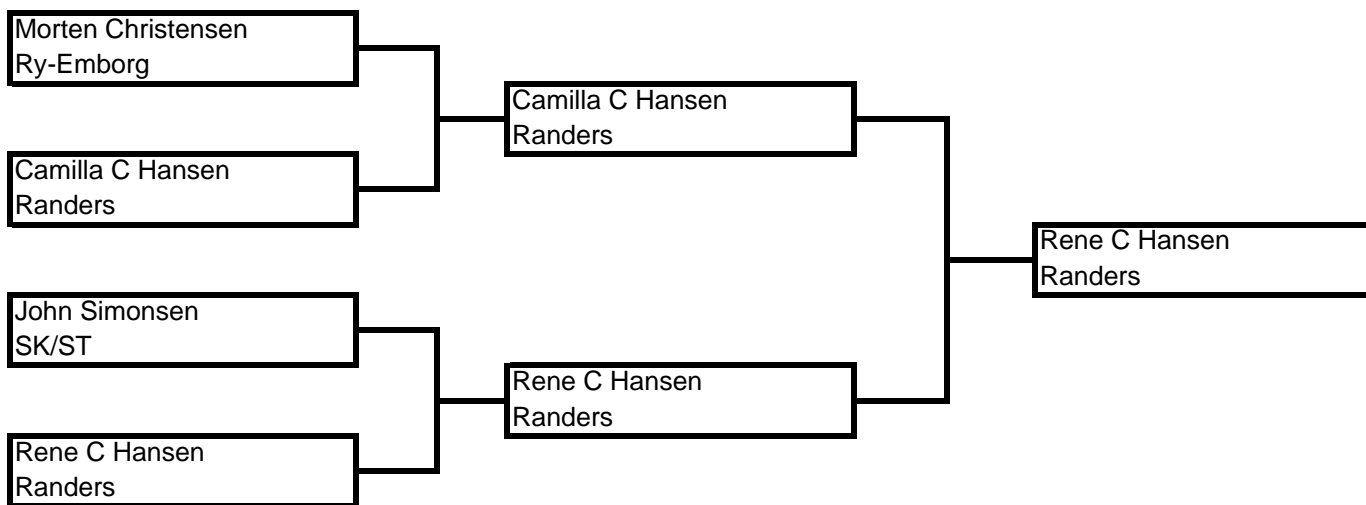 Morten Christensen
Ry-Emborg
Camilla C Hansen
Randers
John Simonsen
SK/ST
Rene C Hansen
Randers
Camilla C Hansen
Randers
Rene C Hansen
Randers
Rene C Hansen
Randers